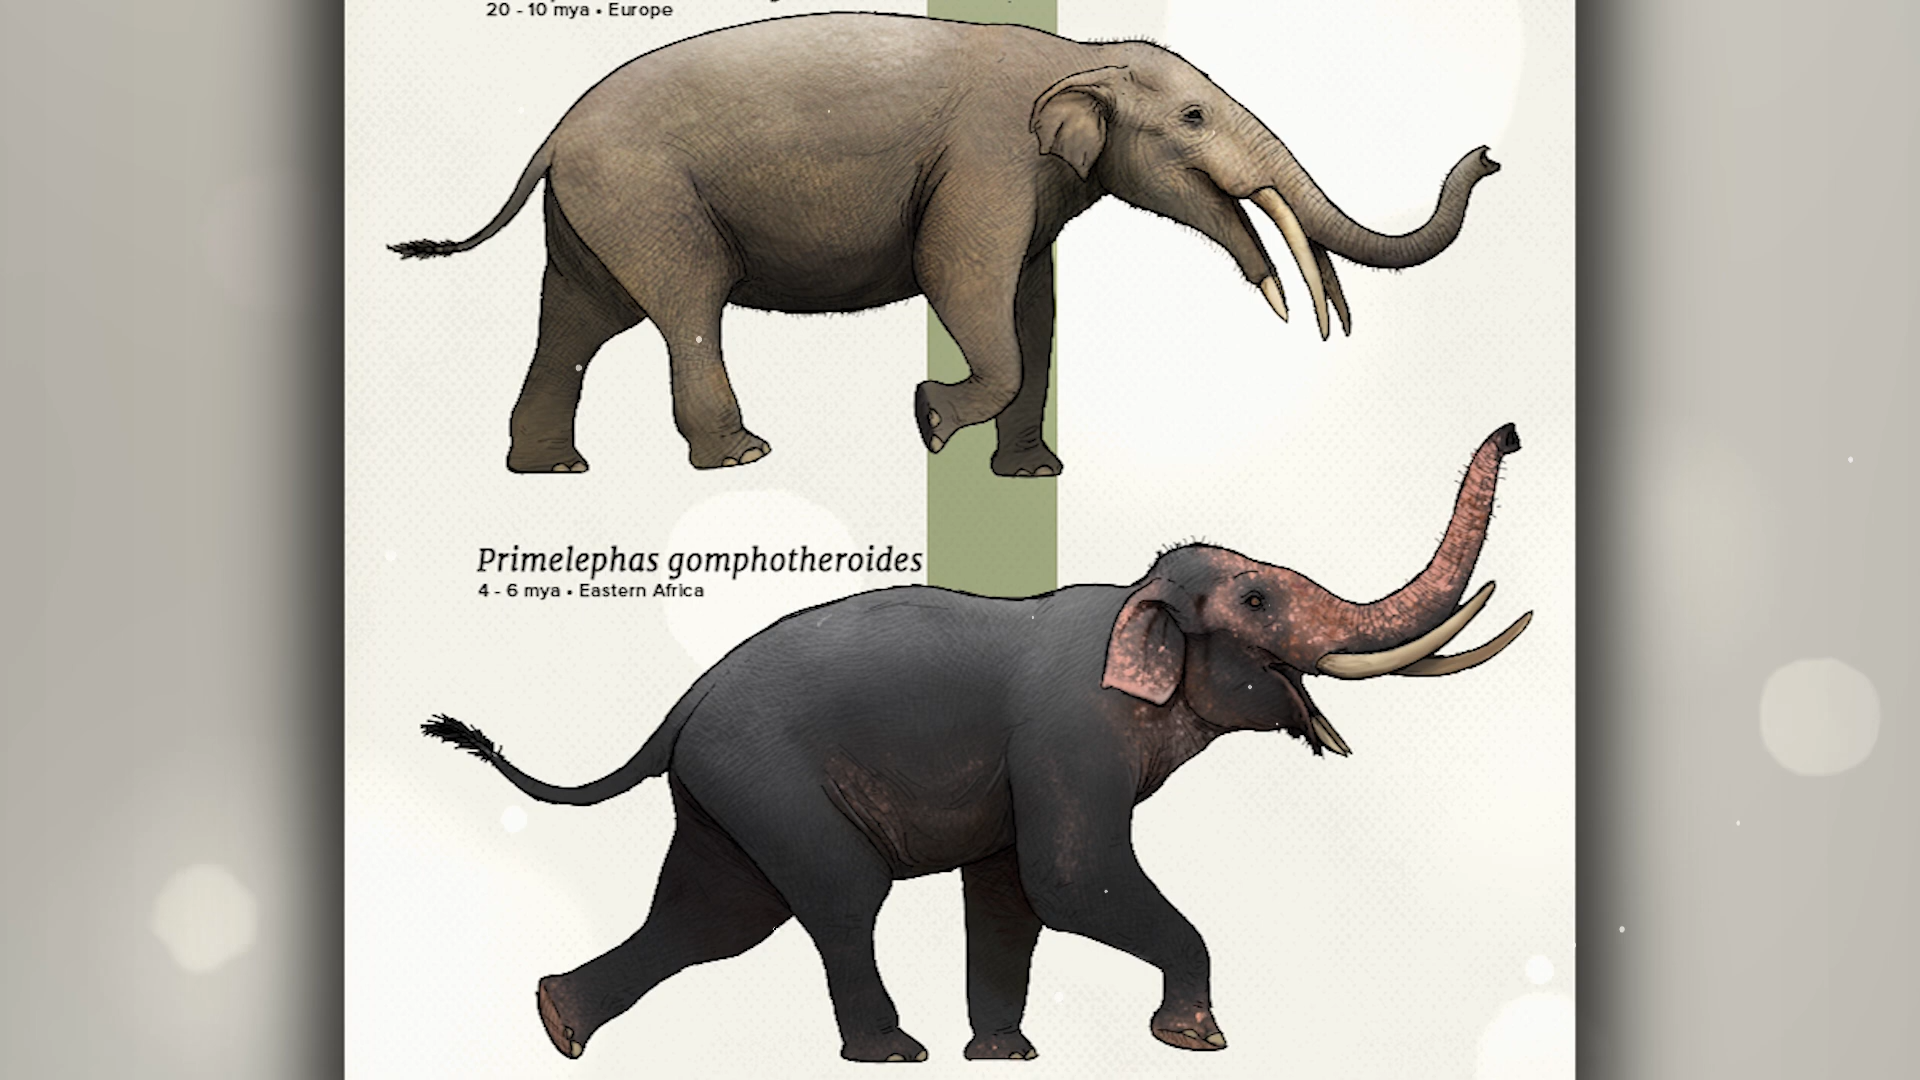 20 - 10 mya • Europe
Primelephas gomphotheroides
4 - 6 mya • Eastern Africa